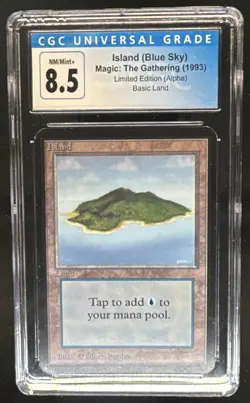 CGC UNIVERSAL GRADE
NM/Mint+
8.5
Island (Blue Sky)
Magic: The Gathering (1993)
Limited Edition (Alpha)
Basic Land
Island
Land
Tap to add to
your mana pool.
Illus. ©